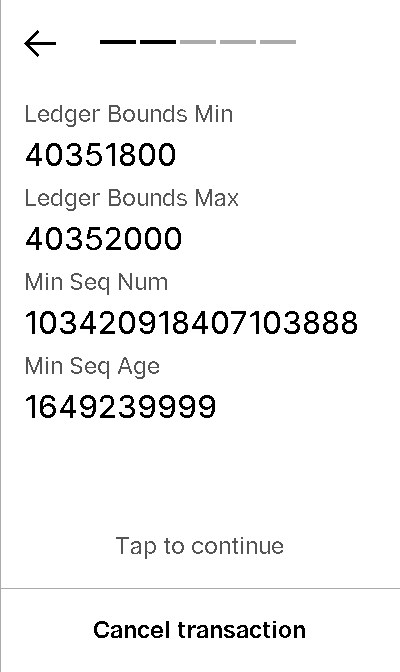 Ledger Bounds Min
40351800
Ledger Bounds Max
40352000
Min Seq Num
103420918407103888
Min Seq Age
1649239999
Tap to continue
Cancel transaction